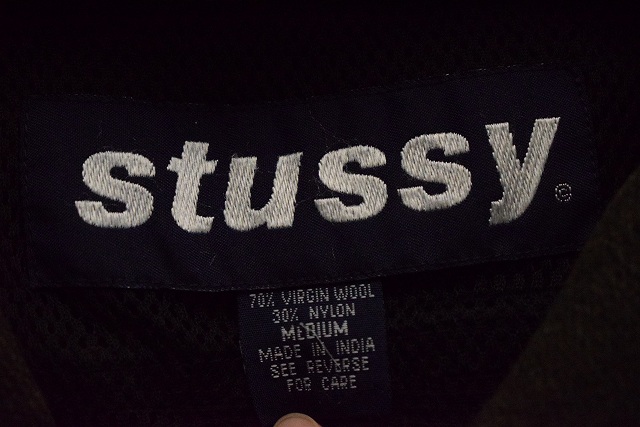 stussy ©
70% VIRGIN WOOL
30% NYLON
MEDIUM
MADE IN INDIA
SEE REVERSE
FOR CARE